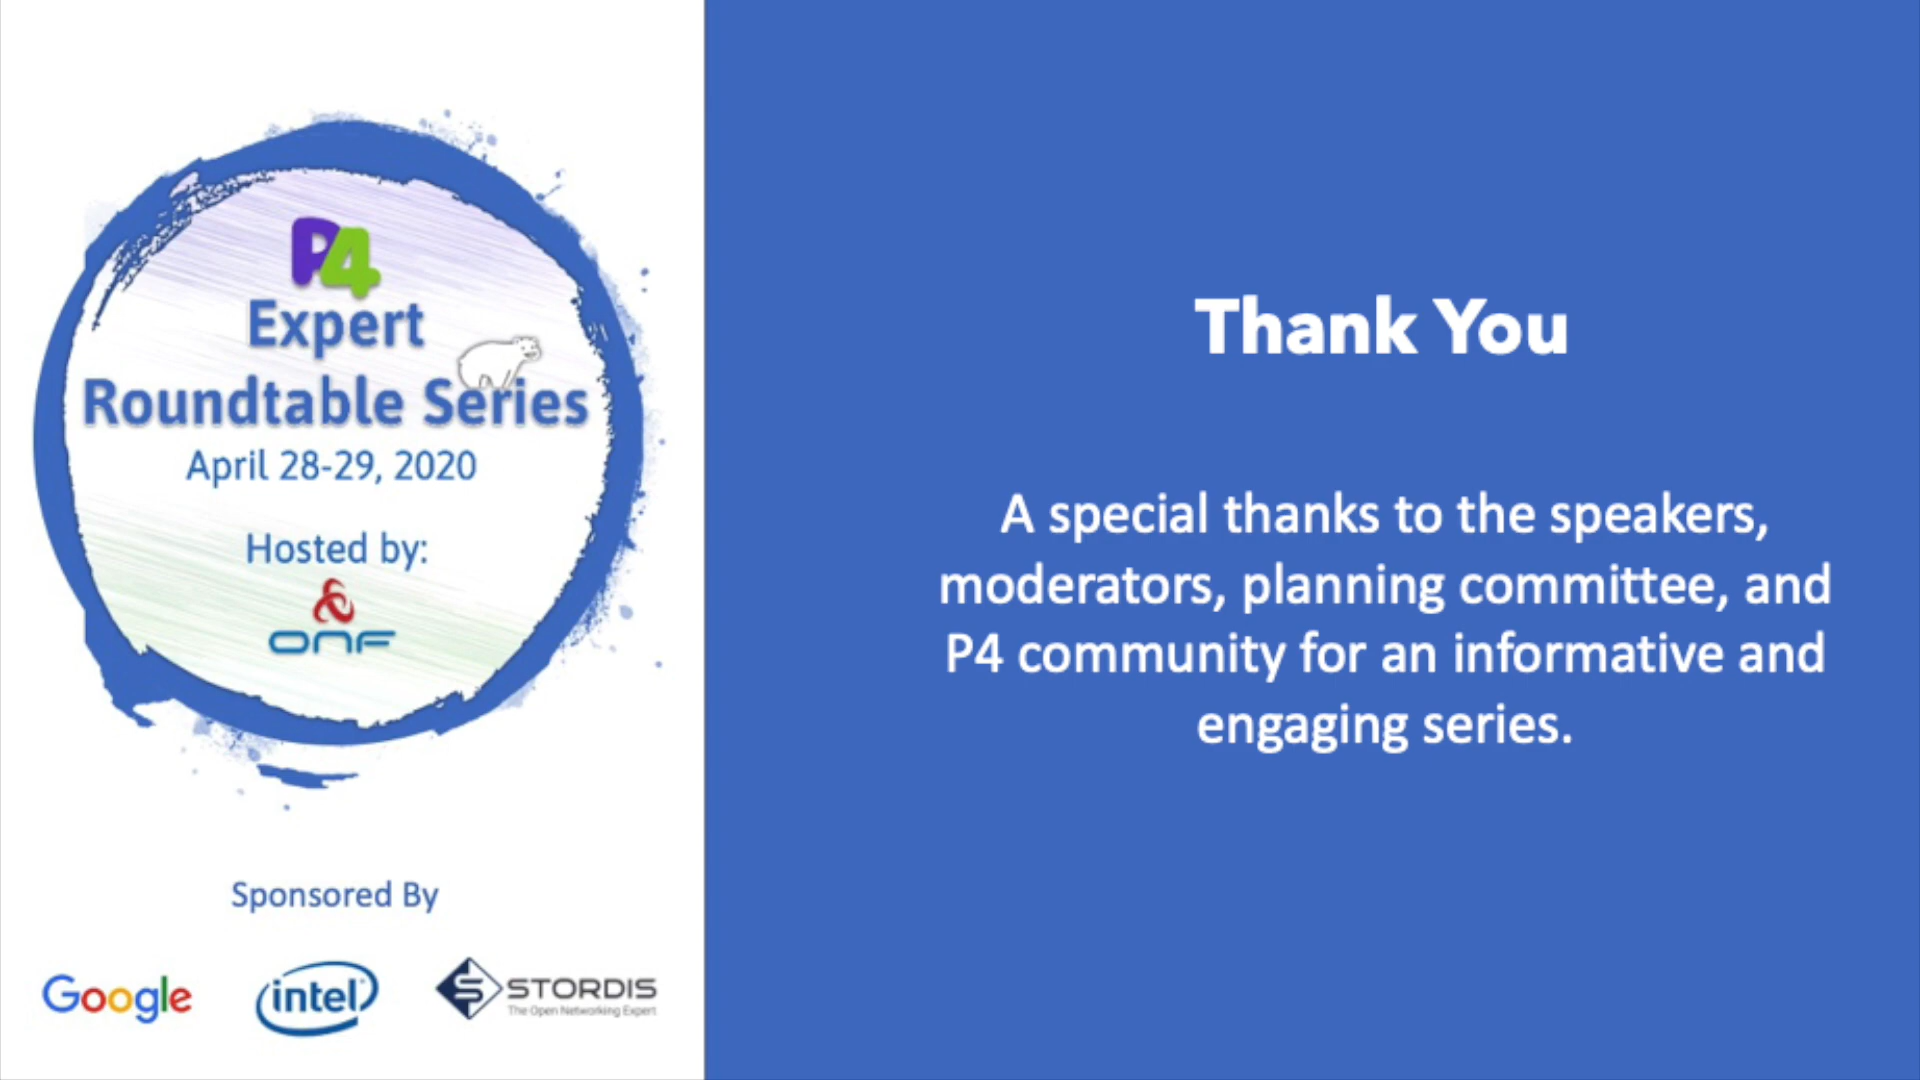 P4
Expert
Roundtable Series
April 28-29, 2020
Hosted by:
ONF
Sponsored By
Google
intel
STORDIS
The Open Networking Expert
Thank You
A special thanks to the speakers,
moderators, planning committee, and
P4 community for an informative and
engaging series.